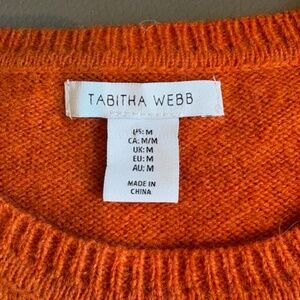 TABITHA WEBB
US: M
CA: M/M
UK: M
EU: M
AU: M
MADE IN
CHINA